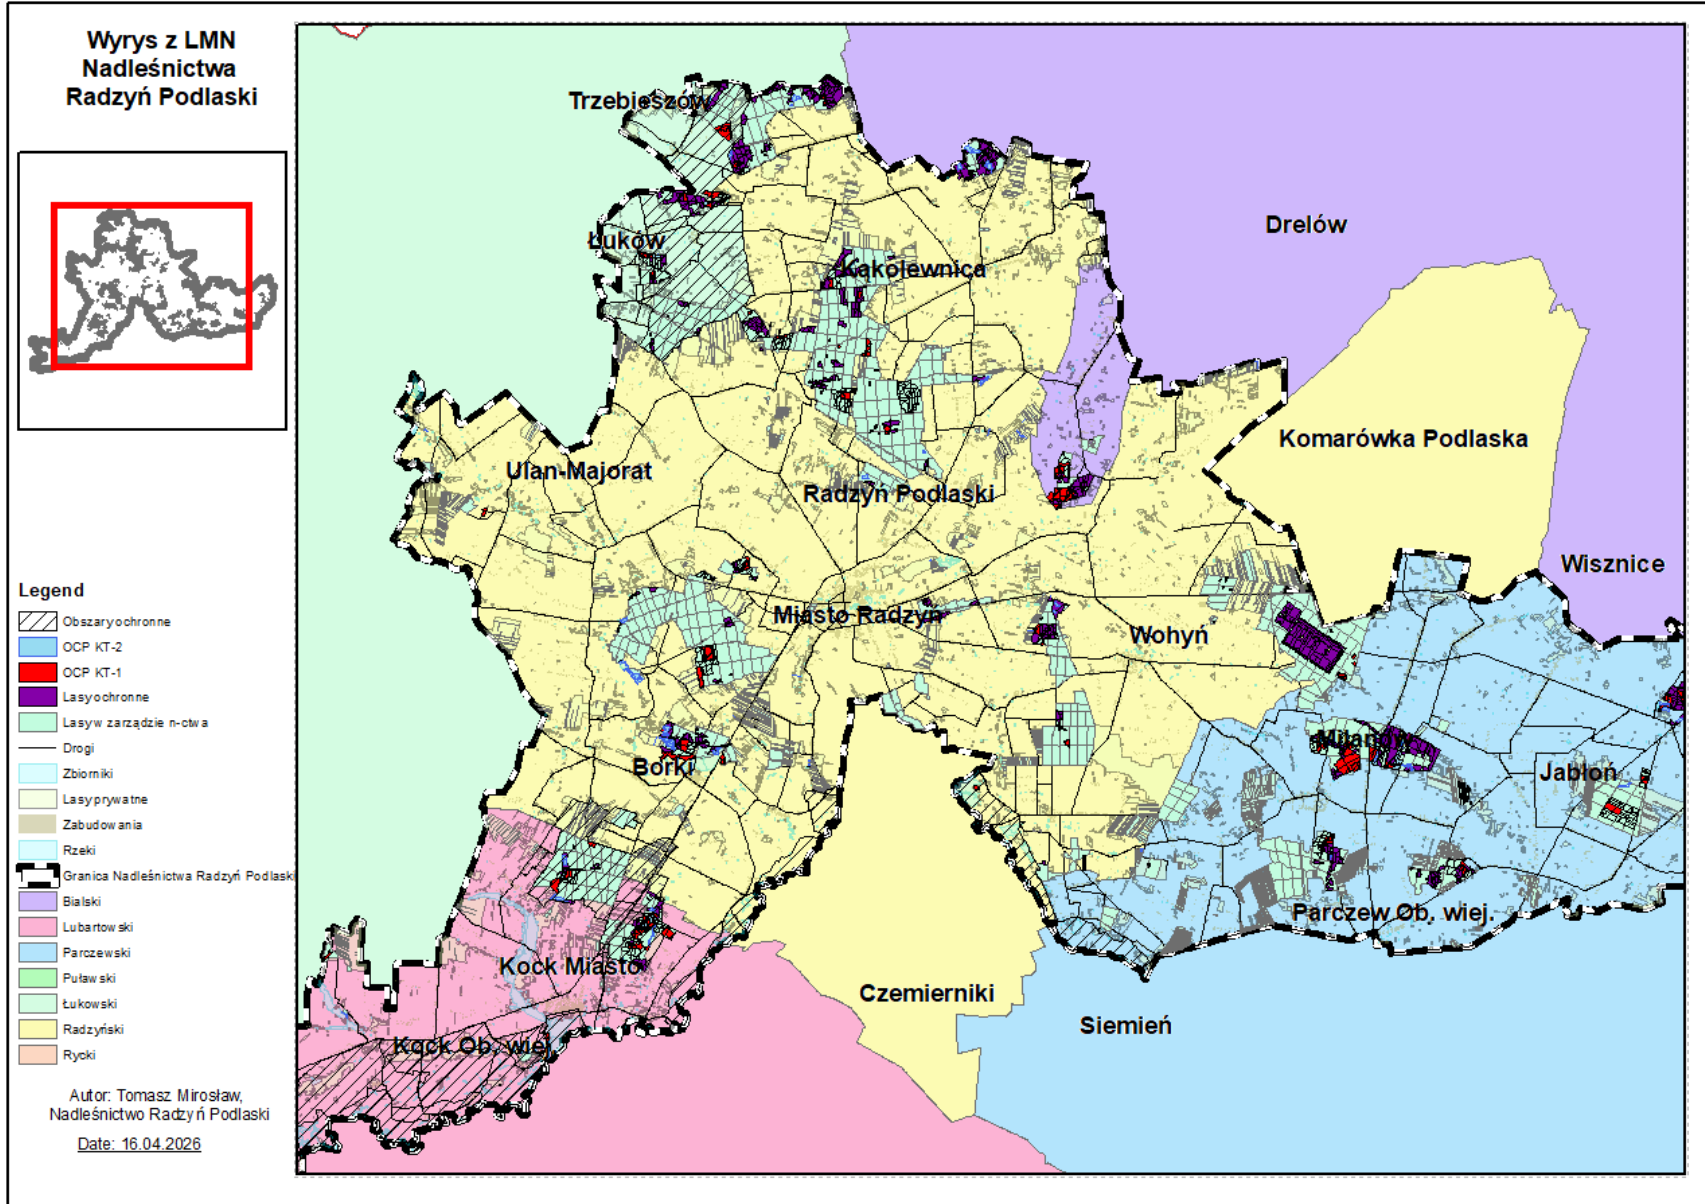 Wyrys z LMN
Nadleśnictwa
Radzyń Podlaski
Legend
Obszary ochronne
OCP KT-2
OCP KT-1
Lasy ochronne
Lasy w zarządzie n-ctwa
Drogi
Zbiorniki
Lasy prywatne
Zabudowania
Rzeki
Granica Nadleśnictwa Radzyń Podlaski
Bialski
Lubartowski
Parczewski
Puławski
Łukowski
Radzyński
Rycki
Autor: Tomasz Mirosław,
Nadleśnictwo Radzyń Podlaski
Date: 16.04.2026
Trzebieszów
Drelów
Łuków
Kąkolewnica
Komarówka Podlaska
Ulan-Majorat
Radzyń Podlaski
Wisznice
Miasto Radzyń
Wohyń
Milanów
Borki
Jabłoń
Parczew Ob. wiej.
Kock Miasto
Czemierniki
Siemień
Kock Ob. wiej.